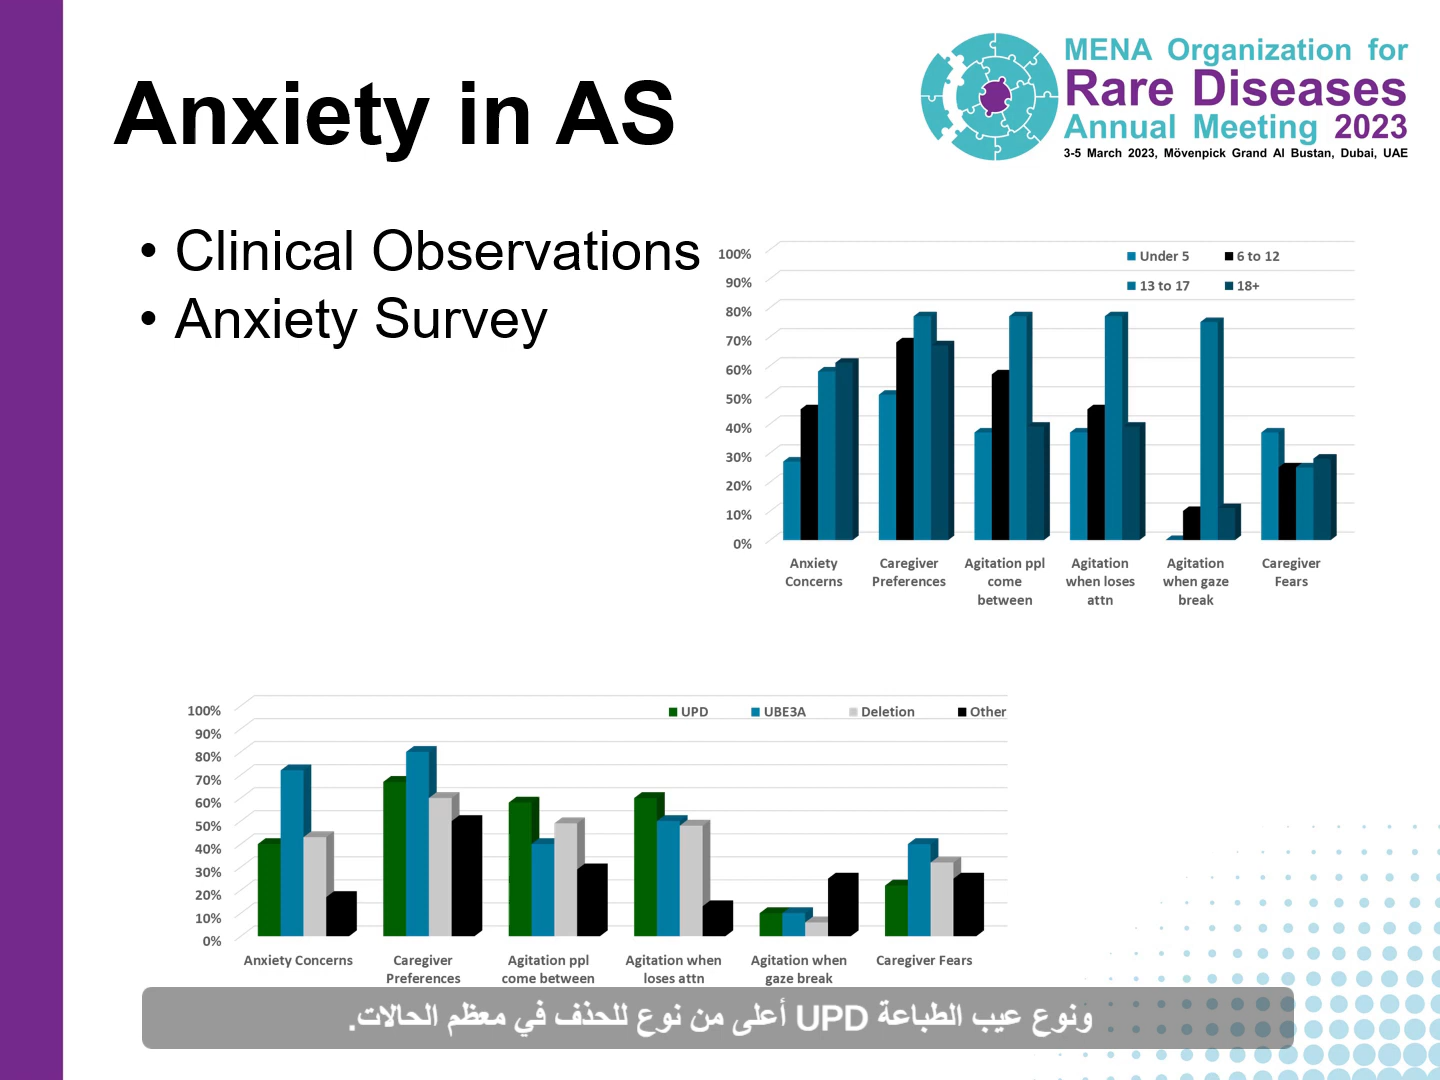 Anxiety in AS
MENA Organization for
Rare Diseases
Annual Meeting 2023
3-5 March 2023, Mövenpick Grand Al Bustan, Dubai, UAE
• Clinical Observations
• Anxiety Survey
Under 5 6 to 12
13 to 17 18+
100%
90%
80%
70%
60%
50%
40%
30%
20%
10%
0%
Anxiety Concerns
Caregiver Preferences
Agitation ppl come between
Agitation when loses attn
Agitation when gaze break
Caregiver Fears
UPD UBE3A Deletion Other
100%
90%
80%
70%
60%
50%
40%
30%
20%
10%
0%
Anxiety Concerns
Caregiver Preferences
Agitation ppl come between
Agitation when loses attn
Agitation when gaze break
Caregiver Fears
ونوع عيب الطباعة UPD أعلى من نوع للحذف في معظم الحالات.